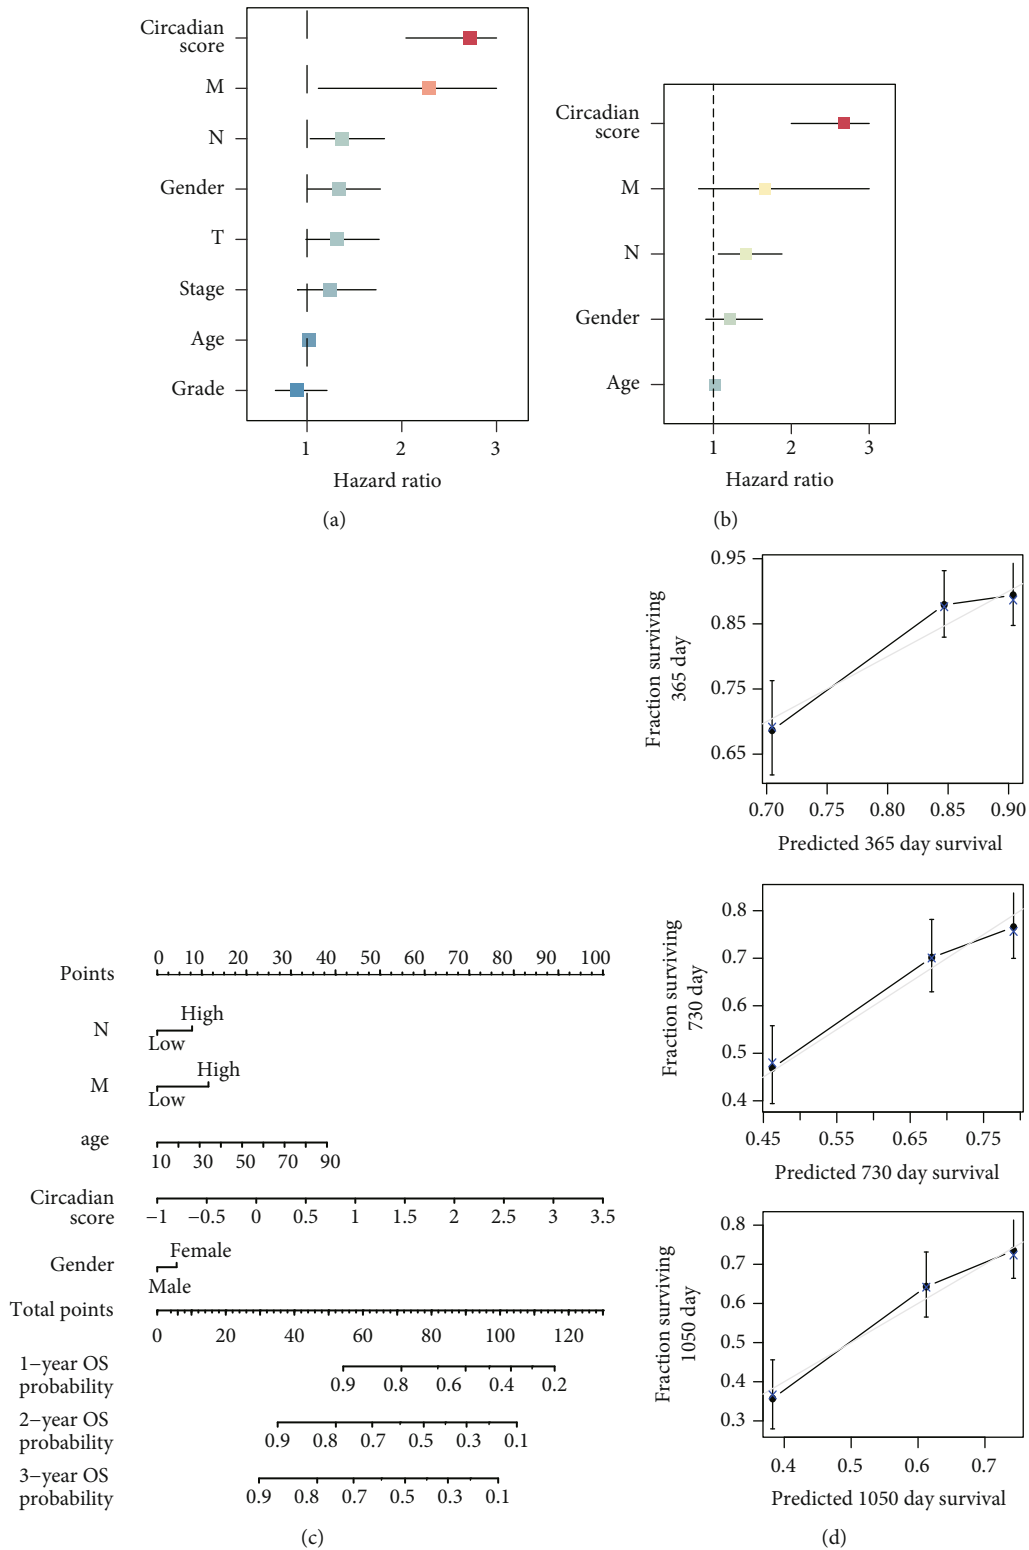 Circadian
score
M
N
Gender
T
Stage
Age
Grade
1 2 3
Hazard ratio
(a)
Circadian
score
M
N
Gender
Age
1 2 3
Hazard ratio
(b)
Points
0 10 20 30 40 50 60 70 80 90 100
N
High
Low
M
High
Low
age
10 30 50 70 90
Circadian
score
−1 −0.5 0 0.5 1 1.5 2 2.5 3 3.5
Gender
Female
Male
Total points
0 20 40 60 80 100 120
1−year OS
probability
0.9 0.8 0.6 0.4 0.2
2−year OS
probability
0.9 0.8 0.7 0.5 0.3 0.1
3−year OS
probability
0.9 0.8 0.7 0.5 0.3 0.1
(c)
Fraction surviving
365 day
0.95
0.85
0.75
0.65
0.70 0.75 0.80 0.85 0.90
Predicted 365 day survival
Fraction surviving
730 day
0.8
0.7
0.5
0.4
0.45 0.55 0.65 0.75
Predicted 730 day survival
Fraction surviving
1050 day
0.8
0.7
0.6
0.5
0.4
0.3
0.4 0.5 0.6 0.7
Predicted 1050 day survival
(d)